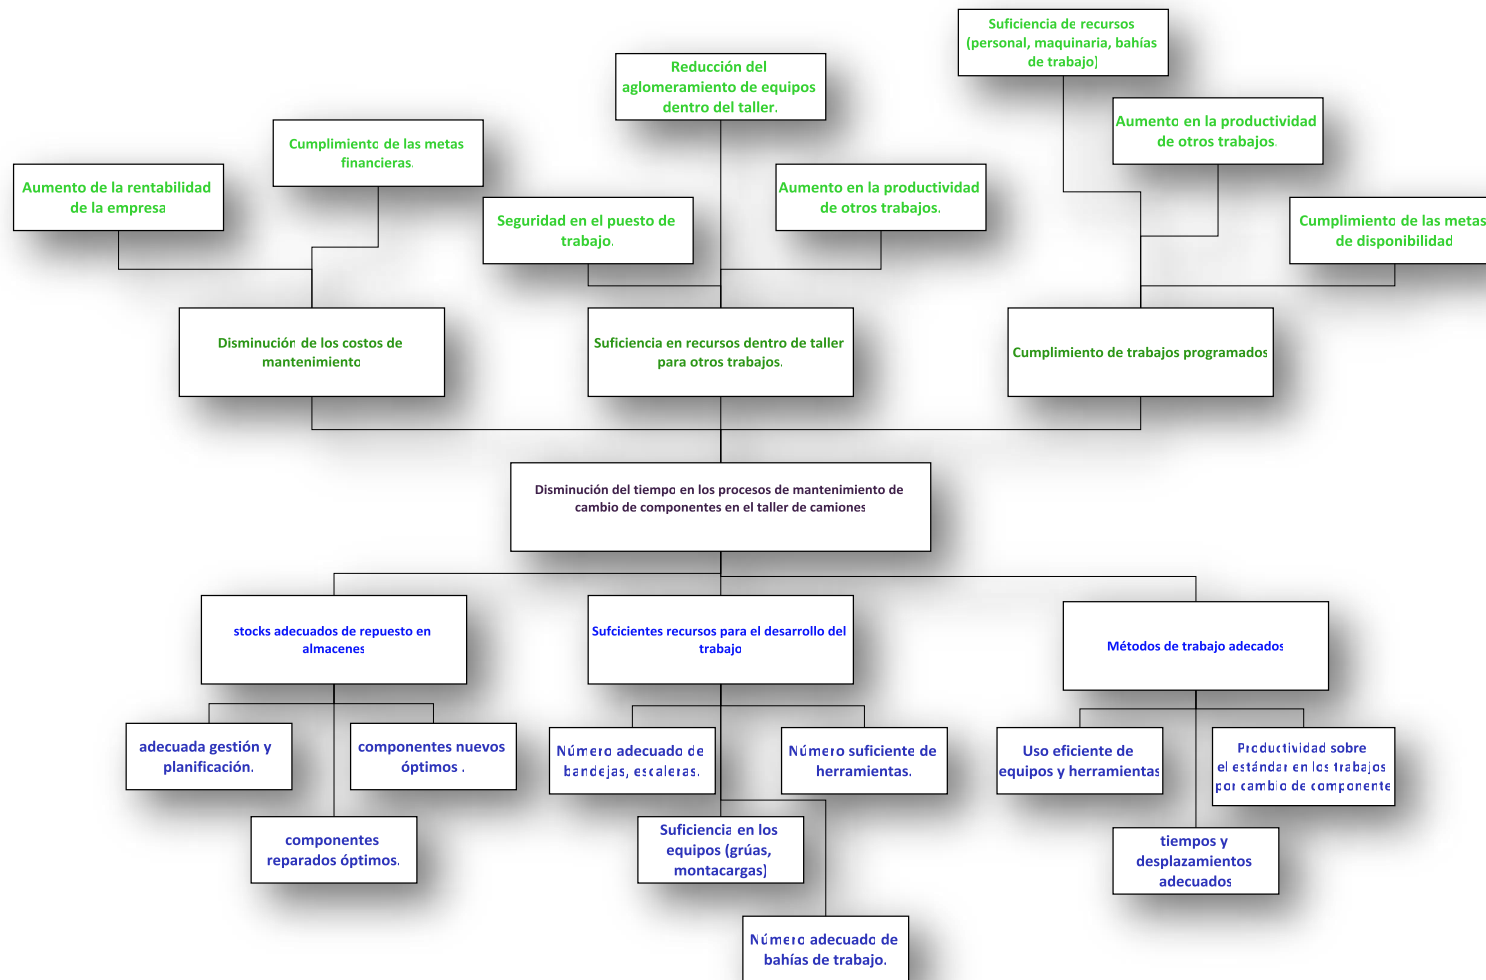 Suficiencia de recursos
(personal, maquinaria, bahías
de trabajo)
Reducción del
aglomeramiento de equipos
dentro del taller.
Aumento en la productividad
de otros trabajos.
Cumplimiento de las metas
financieras.
Aumento de la rentabilidad
de la empresa
Seguridad en el puesto de
trabajo.
Aumento en la productividad
de otros trabajos.
Cumplimiento de las metas
de disponibilidad
Disminución de los costos de
mantenimiento
Suficiencia en recursos dentro de taller
para otros trabajos.
Cumplimiento de trabajos programados
Disminución del tiempo en los procesos de mantenimiento de
cambio de componentes en el taller de camiones
stocks adecuados de repuesto en
almacenes
Sufcicientes recursos para el desarrollo del
trabajo
Métodos de trabajo adecados
adecuada gestión y
planificación.
componentes nuevos
óptimos .
Número adecuado de
bandejas, escaleras.
Número suficiente de
herramientas.
Uso eficiente de
equipos y herramientas
Productividad sobre
el estándar en los trabajos
por cambio de componente
componentes
reparados óptimos.
Suficiencia en los
equipos (grúas,
montacargas)
tiempos y
desplazamientos
adecuados
Número adecuado de
bahías de trabajo.